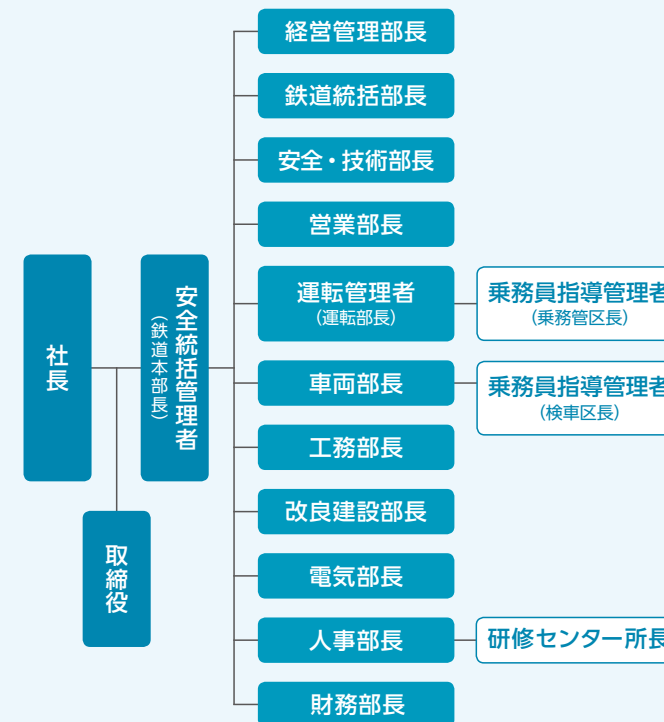 社長
取締役
安全統括管理者
（鉄道本部長）
経営管理部長
鉄道統括部長
安全・技術部長
営業部長
運転管理者
（運転部長）
乗務員指導管理者
（乗務管区長）
車両部長
乗務員指導管理者
（検車区長）
工務部長
改良建設部長
電気部長
人事部長
研修センター所長
財務部長